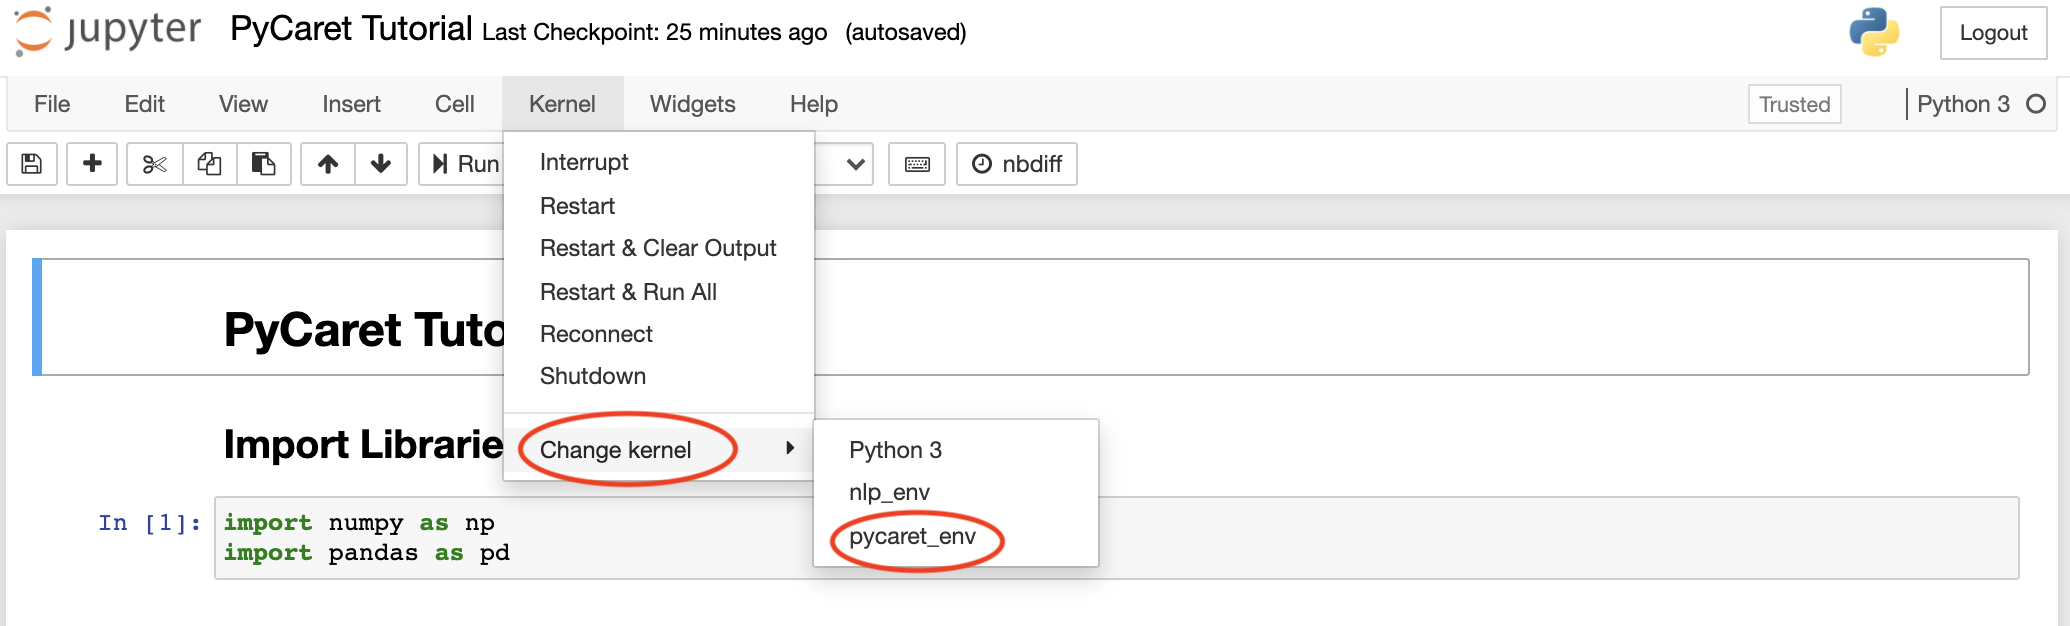 jupyter PyCaret Tutorial Last Checkpoint: 25 minutes ago (autosaved) Logout
File Edit View Insert Cell Kernel Widgets Help Trusted Python 3
Run nbdiff
Interrupt
Restart
Restart & Clear Output
Restart & Run All
Reconnect
Shutdown
Change kernel
Python 3
nlp_env
pycaret_env
PyCaret Tuto
Import Librarie
In [1]: import numpy as np
import pandas as pd